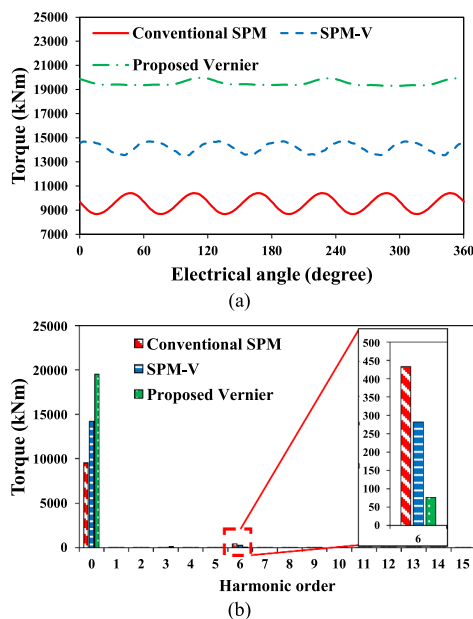 (a)
25000
23000
21000
19000
17000
15000
13000
11000
9000
7000
Torque (kNm)
Conventional SPM
SPM-V
Proposed Vernier
0 60 120 180 240 300 360
Electrical angle (degree)
(a)
25000
20000
15000
10000
5000
0
Torque (kNm)
Conventional SPM
SPM-V
Proposed Vernier
500
450
400
350
300
250
200
150
100
50
0
6
0 1 2 3 4 5 6 7 8 9 10 11 12 13 14 15
Harmonic order
(b)